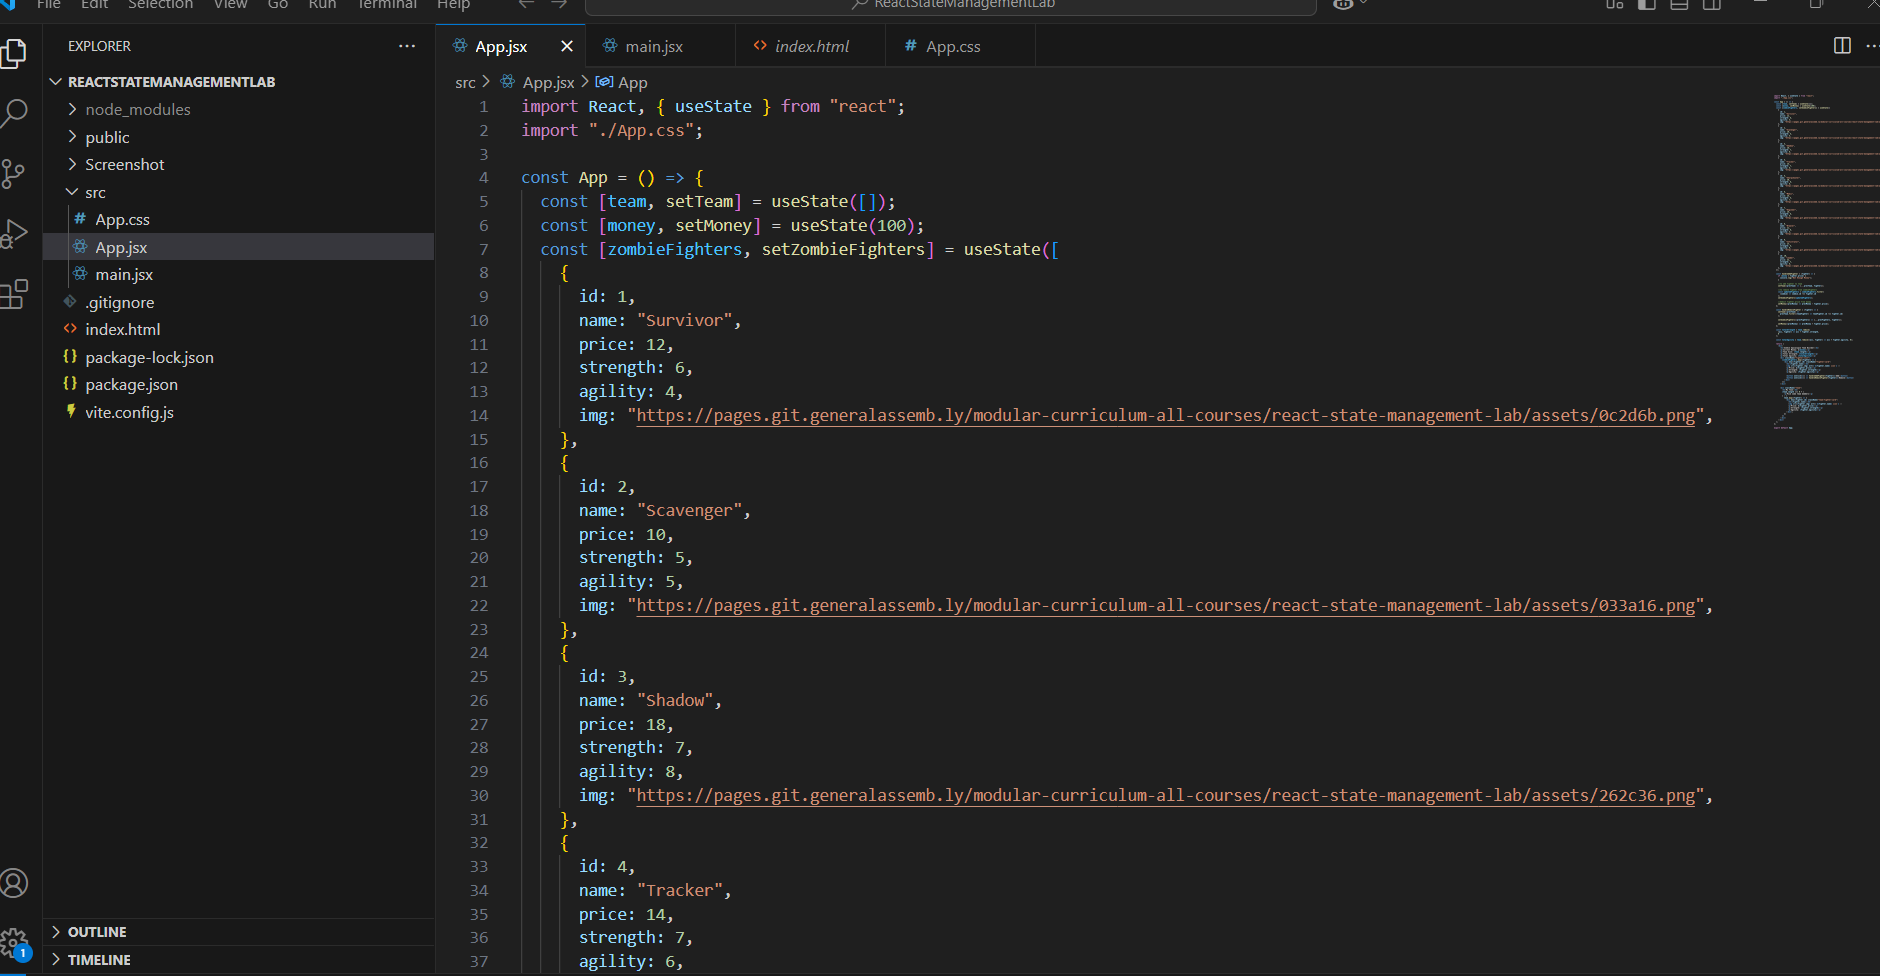 File Edit Selection View Go Run Terminal Help
ReactStateManagementLab
EXPLORER
REACTSTATEMANAGEMENTLAB
node_modules
public
Screenshot
src
# App.css
App.jsx
main.jsx
.gitignore
<> index.html
{} package-lock.json
{} package.json
vite.config.js
OUTLINE
TIMELINE
1
App.jsx
main.jsx
<> index.html
# App.css
src > App.jsx > App
1 import React, { useState } from "react";
2 import "./App.css";
3
4 const App = () => {
5 const [team, setTeam] = useState([]);
6 const [money, setMoney] = useState(100);
7 const [zombieFighters, setZombieFighters] = useState([
8 {
9 id: 1,
10 name: "Survivor",
11 price: 12,
12 strength: 6,
13 agility: 4,
14 img: "https://pages.git.generalassemb.ly/modular-curriculum-all-courses/react-state-management-lab/assets/0c2d6b.png",
15 },
16 {
17 id: 2,
18 name: "Scavenger",
19 price: 10,
20 strength: 5,
21 agility: 5,
22 img: "https://pages.git.generalassemb.ly/modular-curriculum-all-courses/react-state-management-lab/assets/033a16.png",
23 },
24 {
25 id: 3,
26 name: "Shadow",
27 price: 18,
28 strength: 7,
29 agility: 8,
30 img: "https://pages.git.generalassemb.ly/modular-curriculum-all-courses/react-state-management-lab/assets/262c36.png",
31 },
32 {
33 id: 4,
34 name: "Tracker",
35 price: 14,
36 strength: 7,
37 agility: 6,